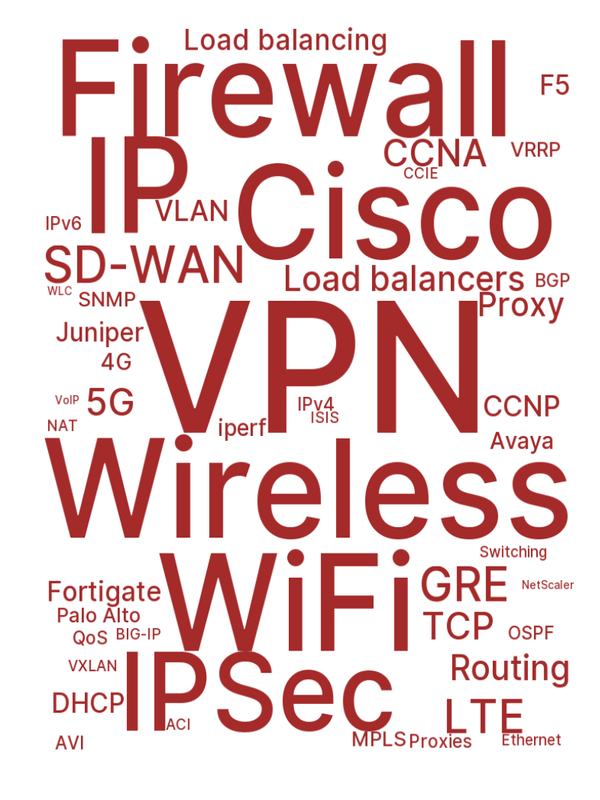 Load balancing
Firewall
F5
CCNA
VRRP
CCIE
IP
VLAN
IPv6
Cisco
SD-WAN
Load balancers
BGP
WLC
SNMP
Proxy
Juniper
4G
VPN
VoIP
5G
IPv4
ISIS
CCNP
NAT
iperf
Avaya
Wireless
Switching
WiFi
Fortigate
GRE
NetScaler
Palo Alto
TCP
OSPF
QoS
BIG-IP
VXLAN
IPSec
Routing
DHCP
ACI
LTE
AVI
MPLS
Proxies
Ethernet